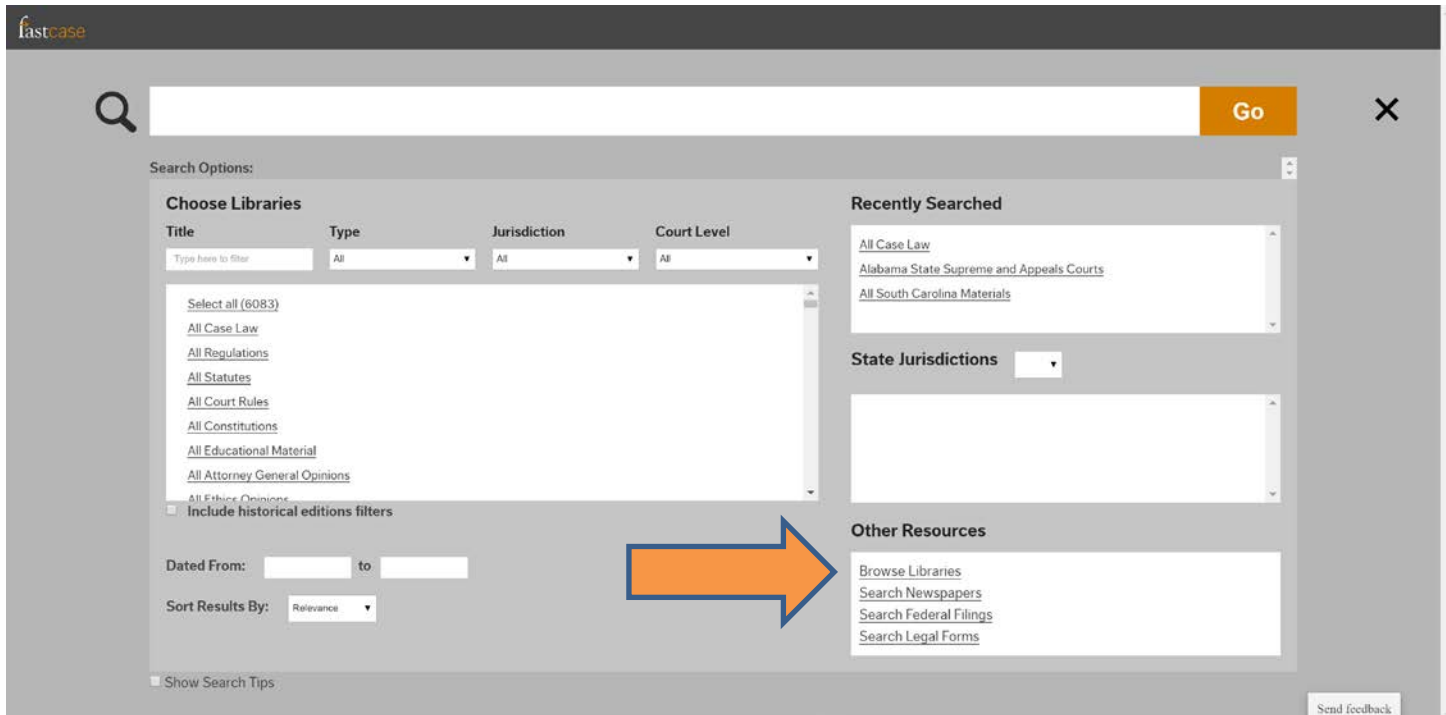 fastcase
Go
Search Options:
Choose Libraries
Title Type Jurisdiction Court Level
Type here to filter All All All
Select all (6083)
All Case Law
All Regulations
All Statutes
All Court Rules
All Constitutions
All Educational Material
All Attorney General Opinions
All Ethics Opinions
Include historical editions filters
Dated From: to
Sort Results By: Relevance
Show Search Tips
Recently Searched
All Case Law
Alabama State Supreme and Appeals Courts
All South Carolina Materials
State Jurisdictions
Other Resources
Browse Libraries
Search Newspapers
Search Federal Filings
Search Legal Forms
Send feedback